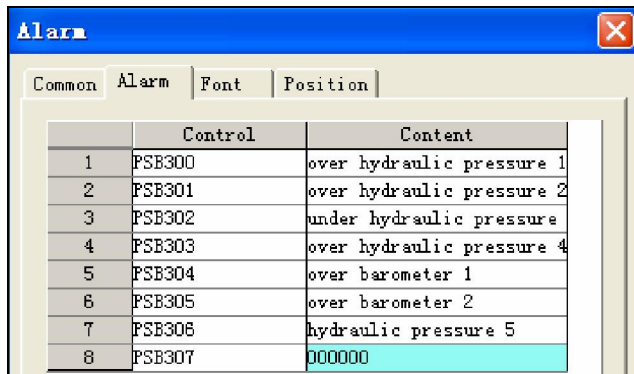 Alarm
Common Alarm Font Position
Control Content
1 PSB300 over hydraulic pressure 1
2 PSB301 over hydraulic pressure 2
3 PSB302 under hydraulic pressure
4 PSB303 over hydraulic pressure 4
5 PSB304 over barometer 1
6 PSB305 over barometer 2
7 PSB306 hydraulic pressure 5
8 PSB307 000000